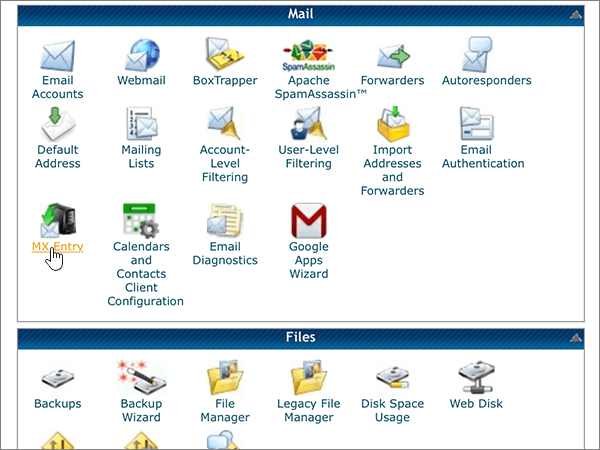 Mail
Email
Accounts
Webmail
BoxTrapper
SpamAssassin
Apache
SpamAssassin™
Forwarders
Autoresponders
Default
Address
Mailing
Lists
Account-
Level
Filtering
User-Level
Filtering
Import
Addresses
and
Forwarders
Email
Authentication
MX Entry
Calendars
and
Contacts
Client
Configuration
Email
Diagnostics
Google
Apps
Wizard
Files
Backups
Backup
Wizard
File
Manager
Legacy File
Manager
Disk Space
Usage
Web Disk